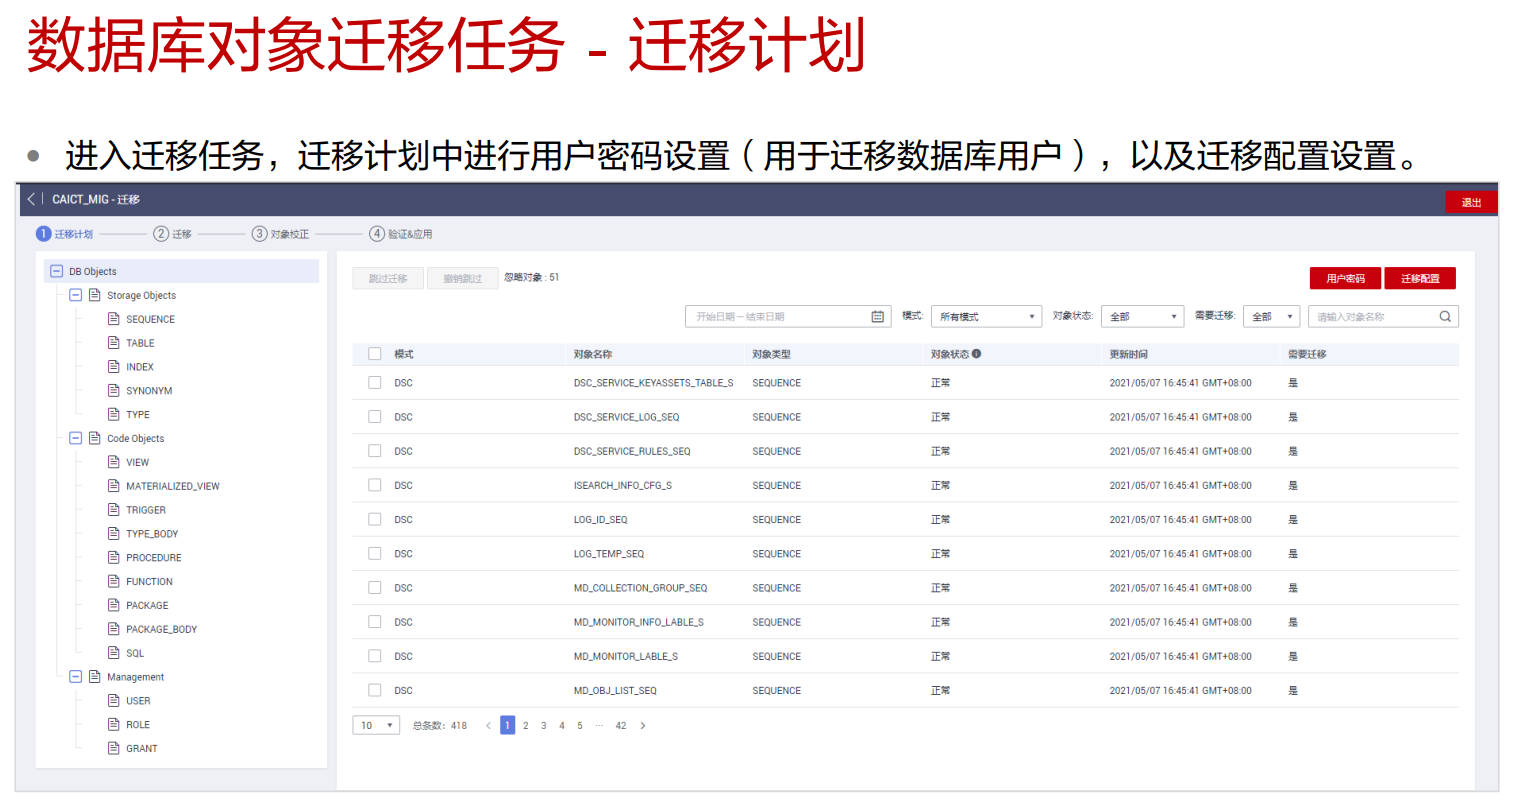 数据库对象迁移任务 - 迁移计划
• 进入迁移任务，迁移计划中进行用户密码设置（用于迁移数据库用户），以及迁移配置设置。
CAICT_MIG - 迁移
退出
1 迁移计划 2 迁移 3 对象校正 4 验证&应用
DB Objects
Storage Objects
SEQUENCE
TABLE
INDEX
SYNONYM
TYPE
Code Objects
VIEW
MATERIALIZED_VIEW
TRIGGER
TYPE_BODY
PROCEDURE
FUNCTION
PACKAGE
PACKAGE_BODY
SQL
Management
USER
ROLE
GRANT
跳过迁移 撤销跳过 忽略对象 : 51 用户密码 迁移配置
开始日期 – 结束日期 模式: 所有模式 对象状态: 全部 需要迁移: 全部 请输入对象名称
模式 对象名称 对象类型 对象状态 更新时间 需要迁移
DSC DSC_SERVICE_KEYASSETS_TABLE_S SEQUENCE 正常 2021/05/07 16:45:41 GMT+08:00 是
DSC DSC_SERVICE_LOG_SEQ SEQUENCE 正常 2021/05/07 16:45:41 GMT+08:00 是
DSC DSC_SERVICE_RULES_SEQ SEQUENCE 正常 2021/05/07 16:45:41 GMT+08:00 是
DSC ISEARCH_INFO_CFG_S SEQUENCE 正常 2021/05/07 16:45:41 GMT+08:00 是
DSC LOG_ID_SEQ SEQUENCE 正常 2021/05/07 16:45:41 GMT+08:00 是
DSC LOG_TEMP_SEQ SEQUENCE 正常 2021/05/07 16:45:41 GMT+08:00 是
DSC MD_COLLECTION_GROUP_SEQ SEQUENCE 正常 2021/05/07 16:45:41 GMT+08:00 是
DSC MD_MONITOR_INFO_LABLE_S SEQUENCE 正常 2021/05/07 16:45:41 GMT+08:00 是
DSC MD_MONITOR_LABLE_S SEQUENCE 正常 2021/05/07 16:45:41 GMT+08:00 是
DSC MD_OBJ_LIST_SEQ SEQUENCE 正常 2021/05/07 16:45:41 GMT+08:00 是
10 总条数: 418 < 1 2 3 4 5 ··· 42 >